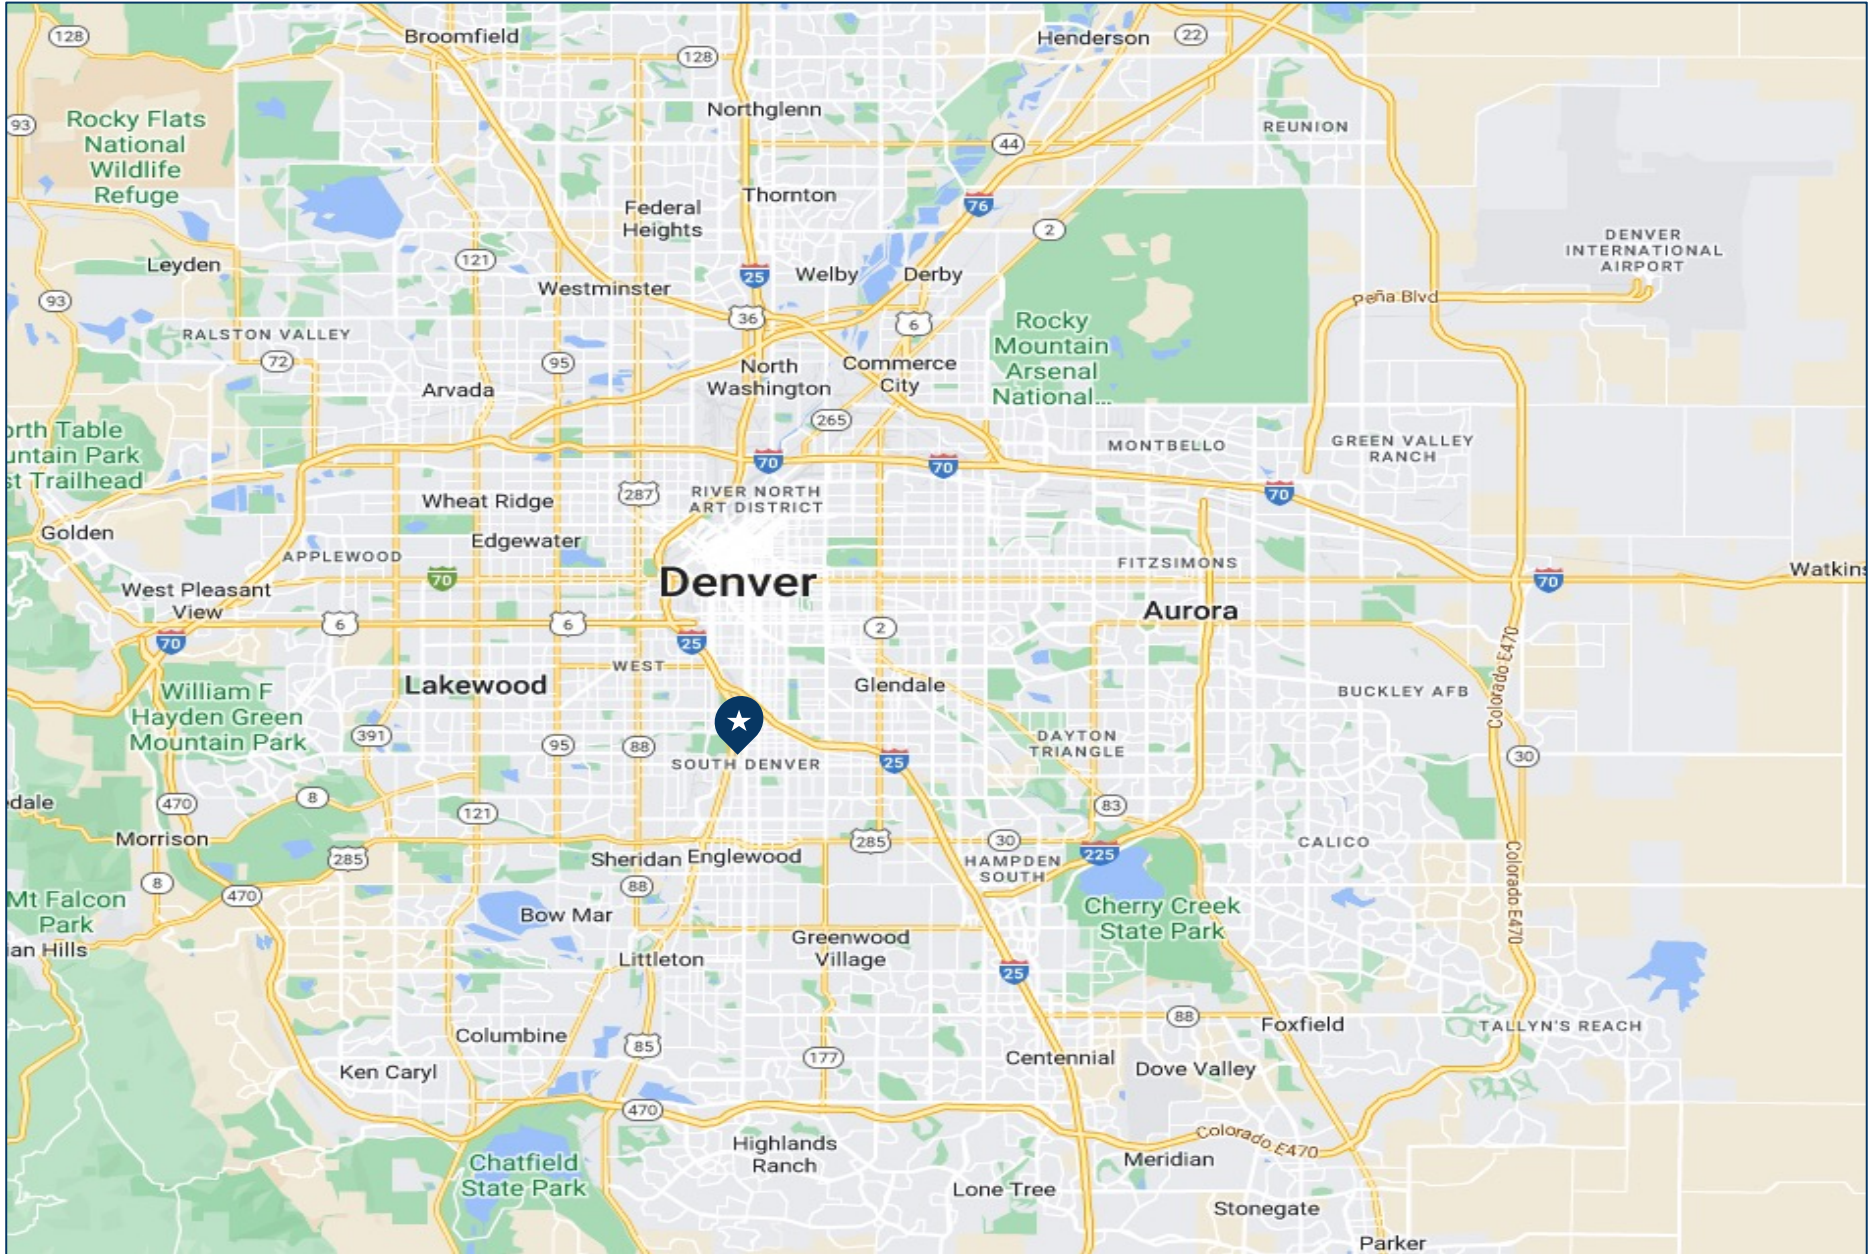 128
Broomfield
128
Henderson
22
Northglenn
93
Rocky Flats
National
Wildlife
Refuge
44
REUNION
Thornton
76
Federal
Heights
2
DENVER
INTERNATIONAL
AIRPORT
Leyden
121
25
Welby
Derby
Westminster
93
Peña Blvd
36
6
Rocky
Mountain
Arsenal
National...
RALSTON VALLEY
72
95
North
Washington
Commerce
City
Arvada
265
orth Table
untain Park
st Trailhead
MONTBELLO
GREEN VALLEY
RANCH
70
70
70
Wheat Ridge
287
RIVER NORTH
ART DISTRICT
Golden
Edgewater
APPLEWOOD
FITZSIMONS
70
Denver
70
Watkins
West Pleasant
View
Aurora
6
6
2
70
25
WEST
Colorado E470
Lakewood
Glendale
BUCKLEY AFB
William F
Hayden Green
Mountain Park
391
95
88
DAYTON
TRIANGLE
30
SOUTH DENVER
25
470
8
edale
121
83
Morrison
285
285
30
CALICO
Sheridan
Englewood
HAMPDEN
SOUTH
225
8
470
88
Mt Falcon
Park
Bow Mar
Cherry Creek
State Park
Colorado E470
ian Hills
Greenwood
Village
Littleton
25
88
Foxfield
TALLYN'S REACH
Columbine
85
177
Centennial
Ken Caryl
Dove Valley
470
Highlands
Ranch
Colorado E470
Meridian
Chatfield
State Park
Lone Tree
Stonegate
Parker